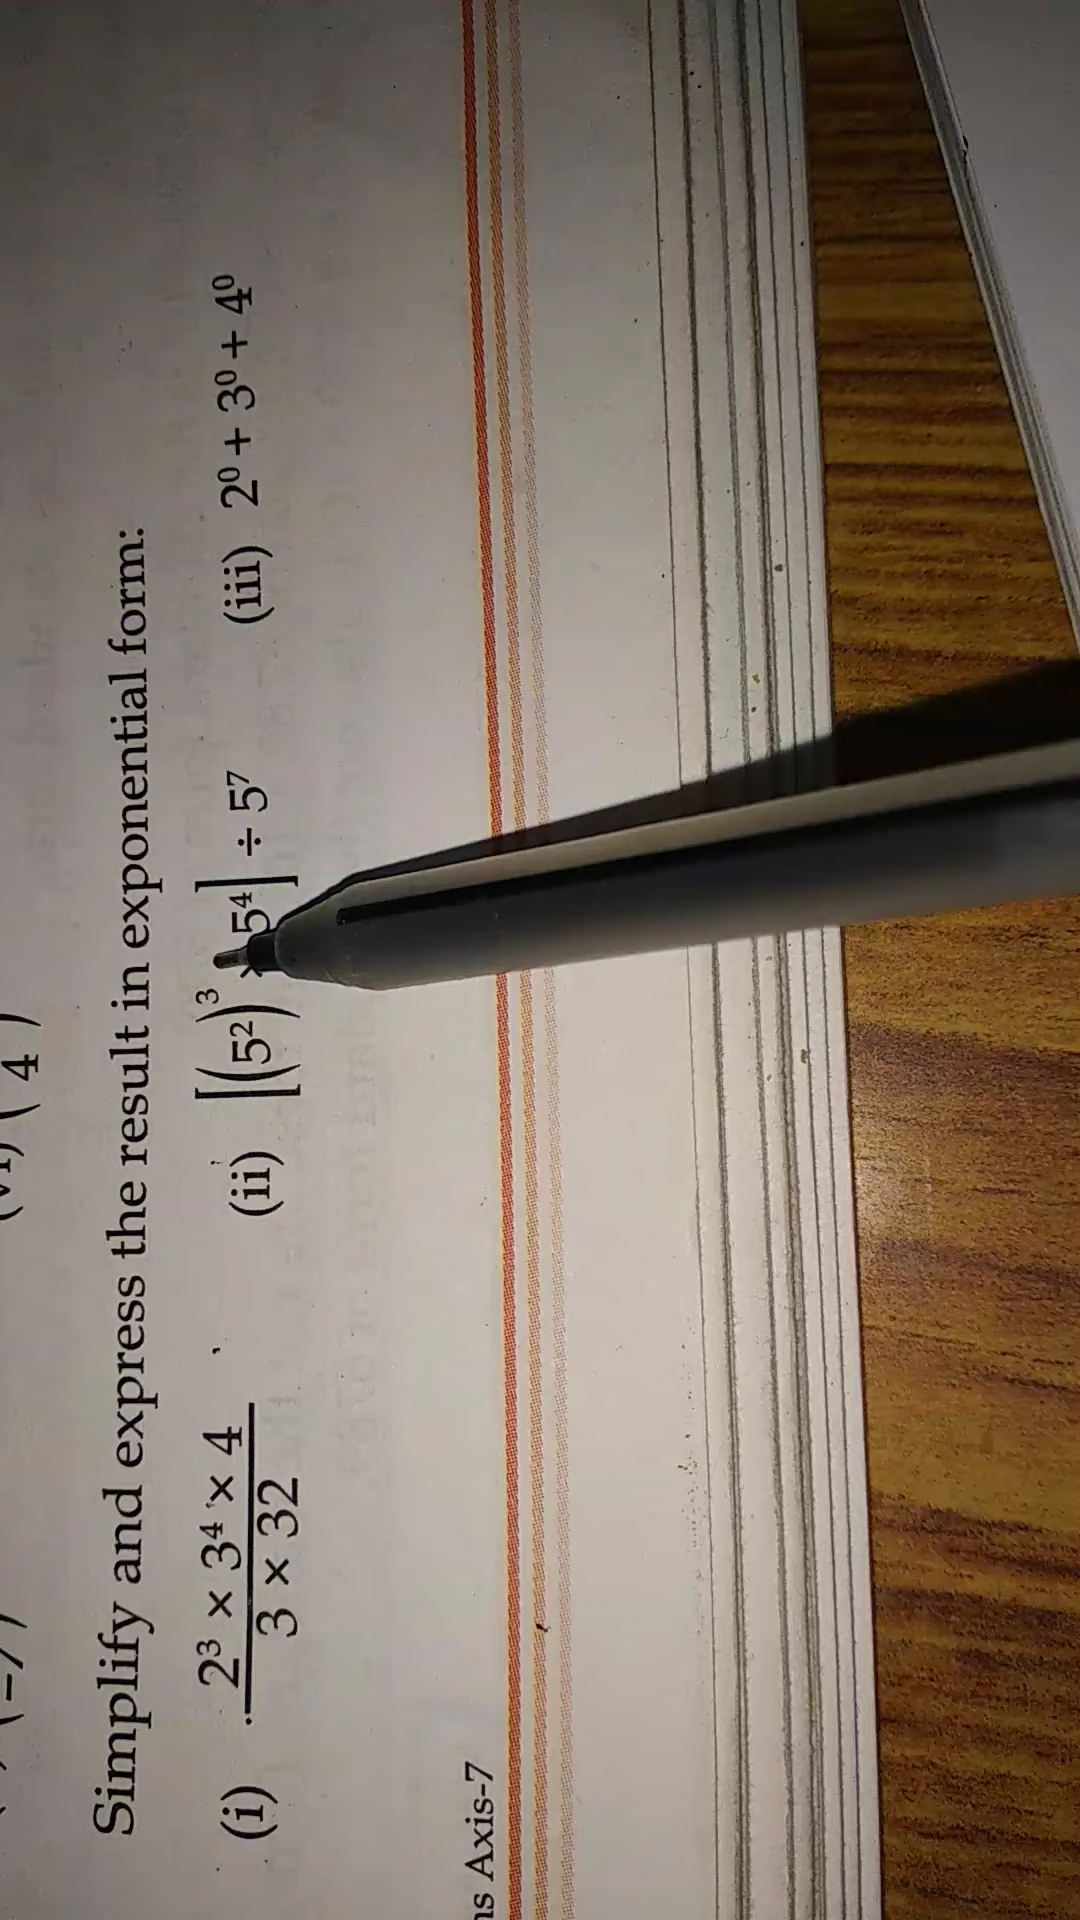 4
Simplify and express the result in exponential form:
(i) 2³ × 3⁴ × 4 / 3 × 32 (ii) [(5²)³ × 5⁴] ÷ 5⁷ (iii) 2⁰ + 3⁰ + 4⁰
Axis-7